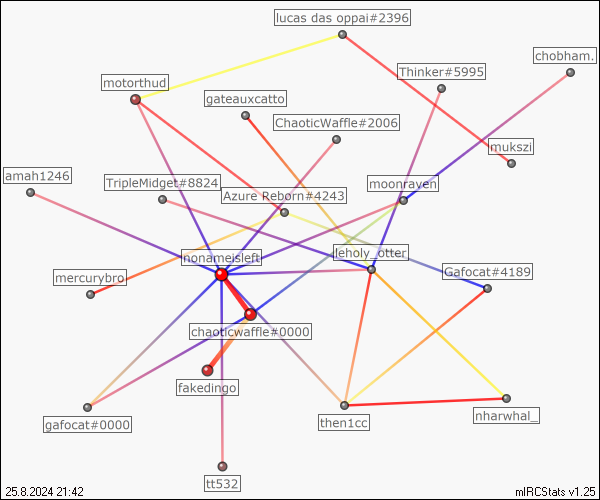 lucas das oppai#2396
chobham.
Thinker#5995
motorthud
gateauxcatto
ChaoticWaffle#2006
mukszi
amah1246
TripleMidget#8824
moonraven
Azure Reborn#4243
nonameisleft
leholy_otter
Gafocat#4189
mercurybro
chaoticwaffle#0000
fakedingo
gafocat#0000
then1cc
nharwhal_
tt532
25.8.2024 21:42
mIRCStats v1.25